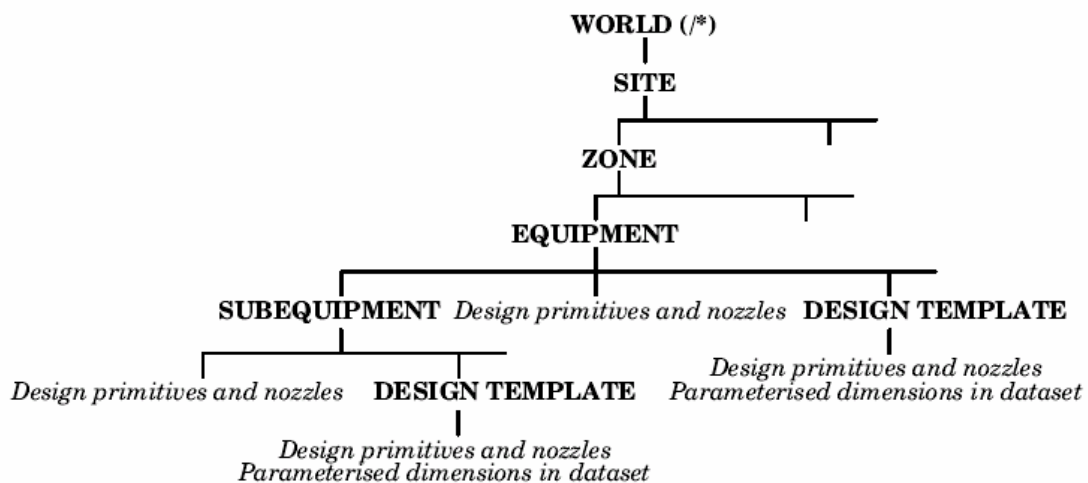 WORLD (/*)
SITE
ZONE
EQUIPMENT
SUBEQUIPMENT Design primitives and nozzles DESIGN TEMPLATE
Design primitives and nozzles
Parameterised dimensions in dataset
Design primitives and nozzles DESIGN TEMPLATE
Design primitives and nozzles
Parameterised dimensions in dataset